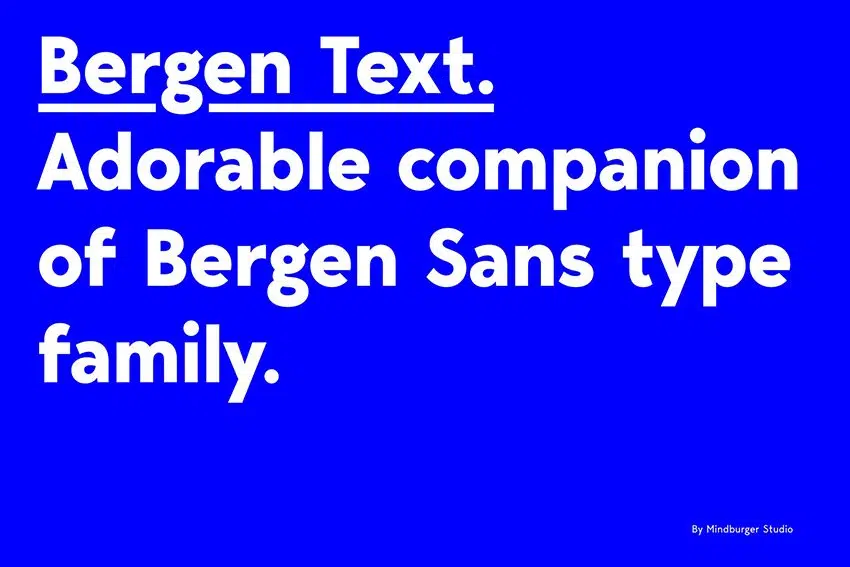 Bergen Text.
Adorable companion
of Bergen Sans type
family.
By Mindburger Studio